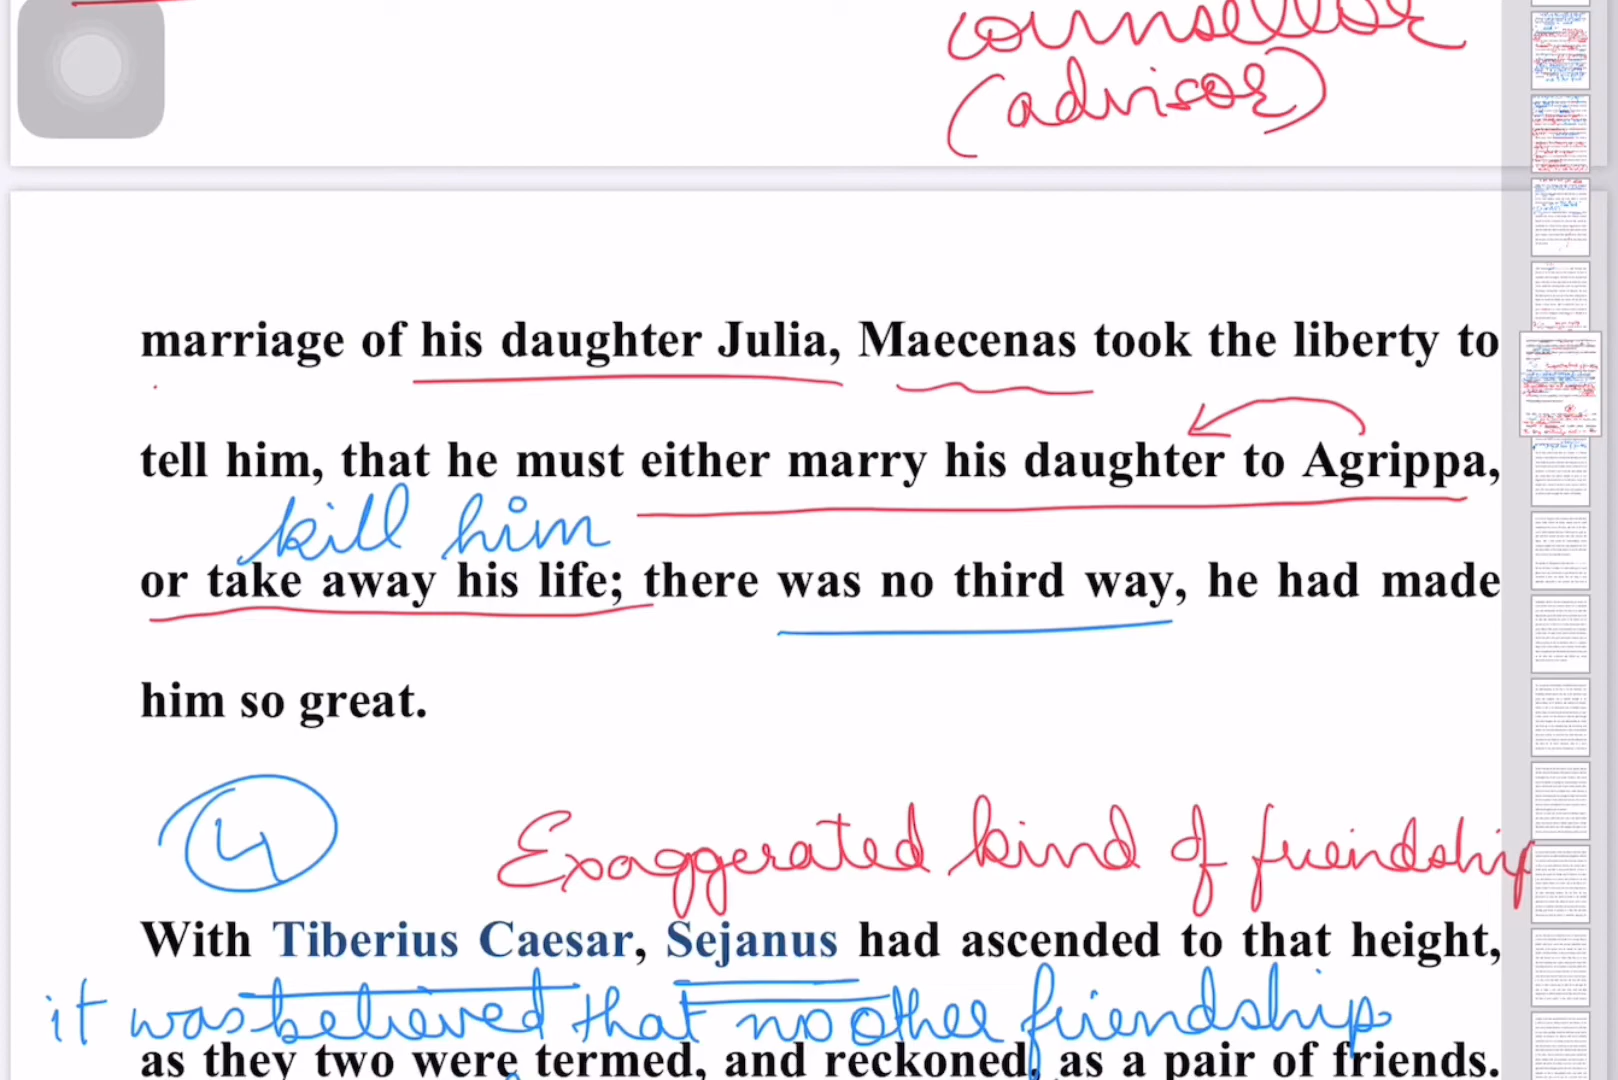 counsellor
(advisor)
marriage of his daughter Julia, Maecenas took the liberty to
tell him, that he must either marry his daughter to Agrippa,
kill him
or take away his life; there was no third way, he had made
him so great.
4
Exaggerated kind of friendship
With Tiberius Caesar, Sejanus had ascended to that height,
it was believed that no other friendship
as they two were termed, and reckoned, as a pair of friends.